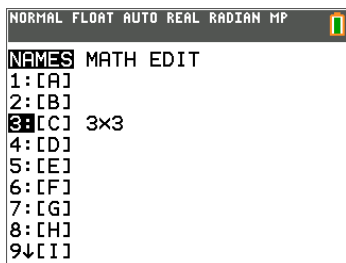 NORMAL FLOAT AUTO REAL RADIAN MP
NAMES MATH EDIT
1:[A]
2:[B]
3:[C] 3×3
4:[D]
5:[E]
6:[F]
7:[G]
8:[H]
9↓[I]